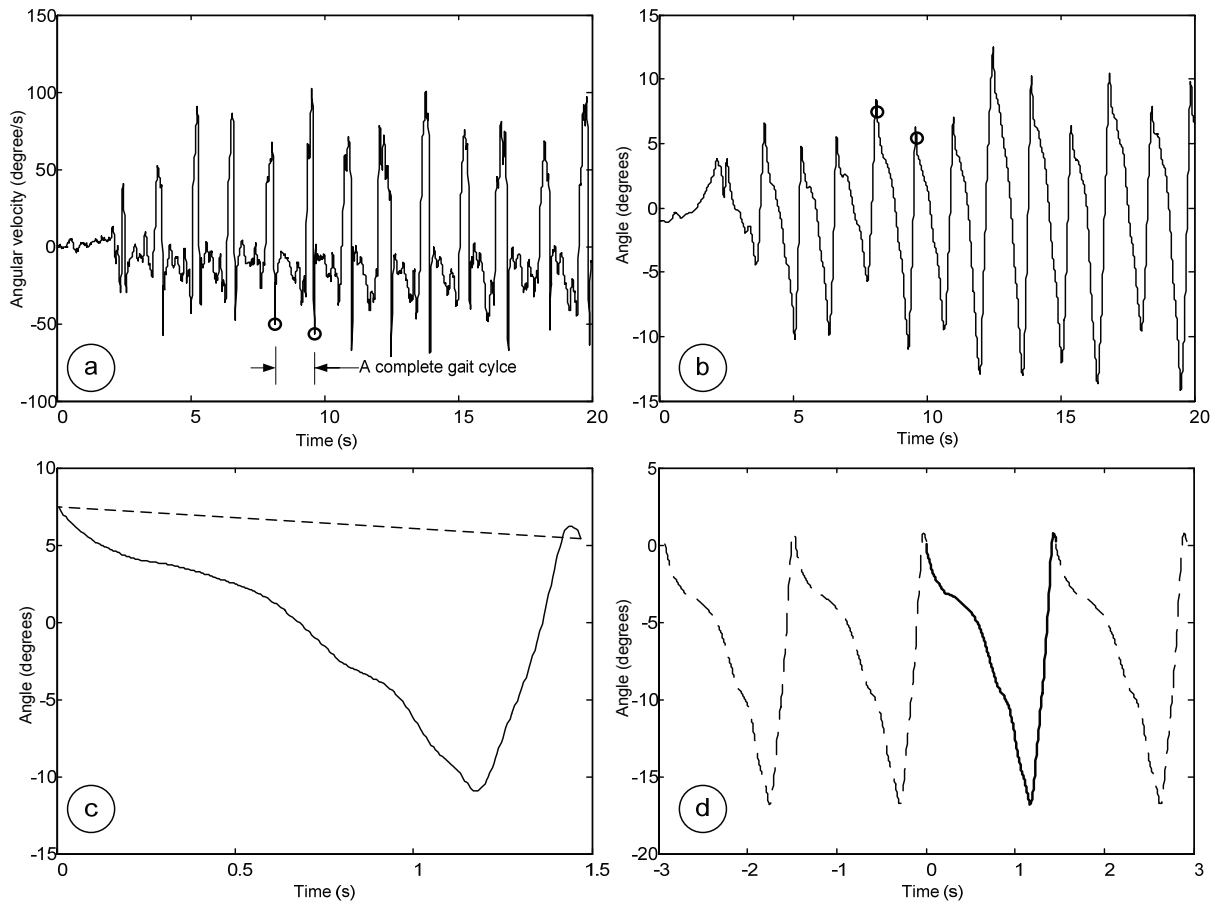 150
100
50
0
-50
-100
Angular velocity (degree/s)
A complete gait cylce
a
0 5 10 15 20
Time (s)
15
10
5
0
-5
-10
-15
Angle (degrees)
b
0 5 10 15 20
Time (s)
10
5
0
-5
-10
-15
Angle (degrees)
c
0 0.5 1 1.5
Time (s)
5
0
-5
-10
-15
-20
Angle (degrees)
d
-3 -2 -1 0 1 2 3
Time (s)